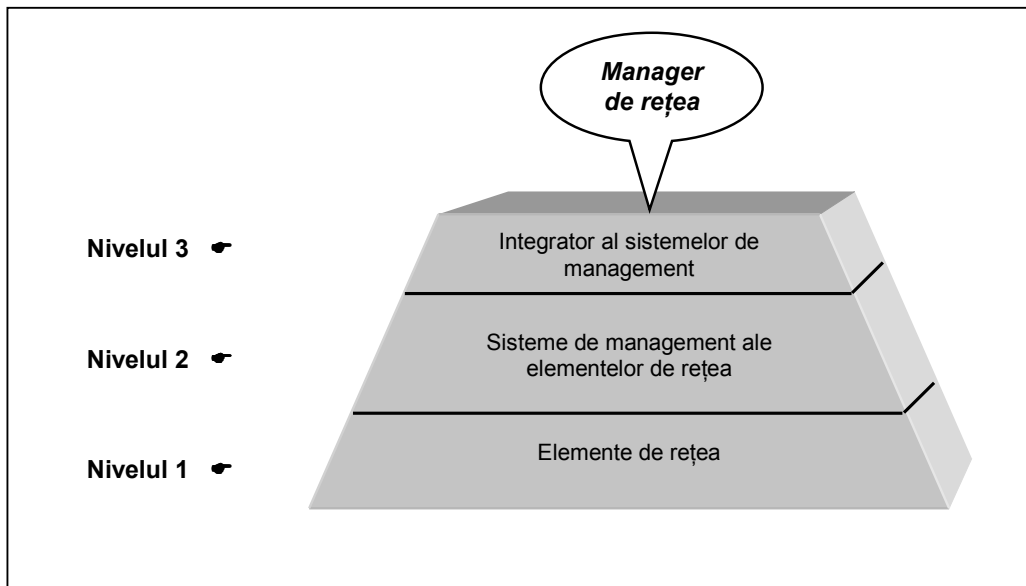 Manager
de rețea
Nivelul 3
Integrator al sistemelor de
management
Nivelul 2
Sisteme de management ale
elementelor de rețea
Nivelul 1
Elemente de rețea